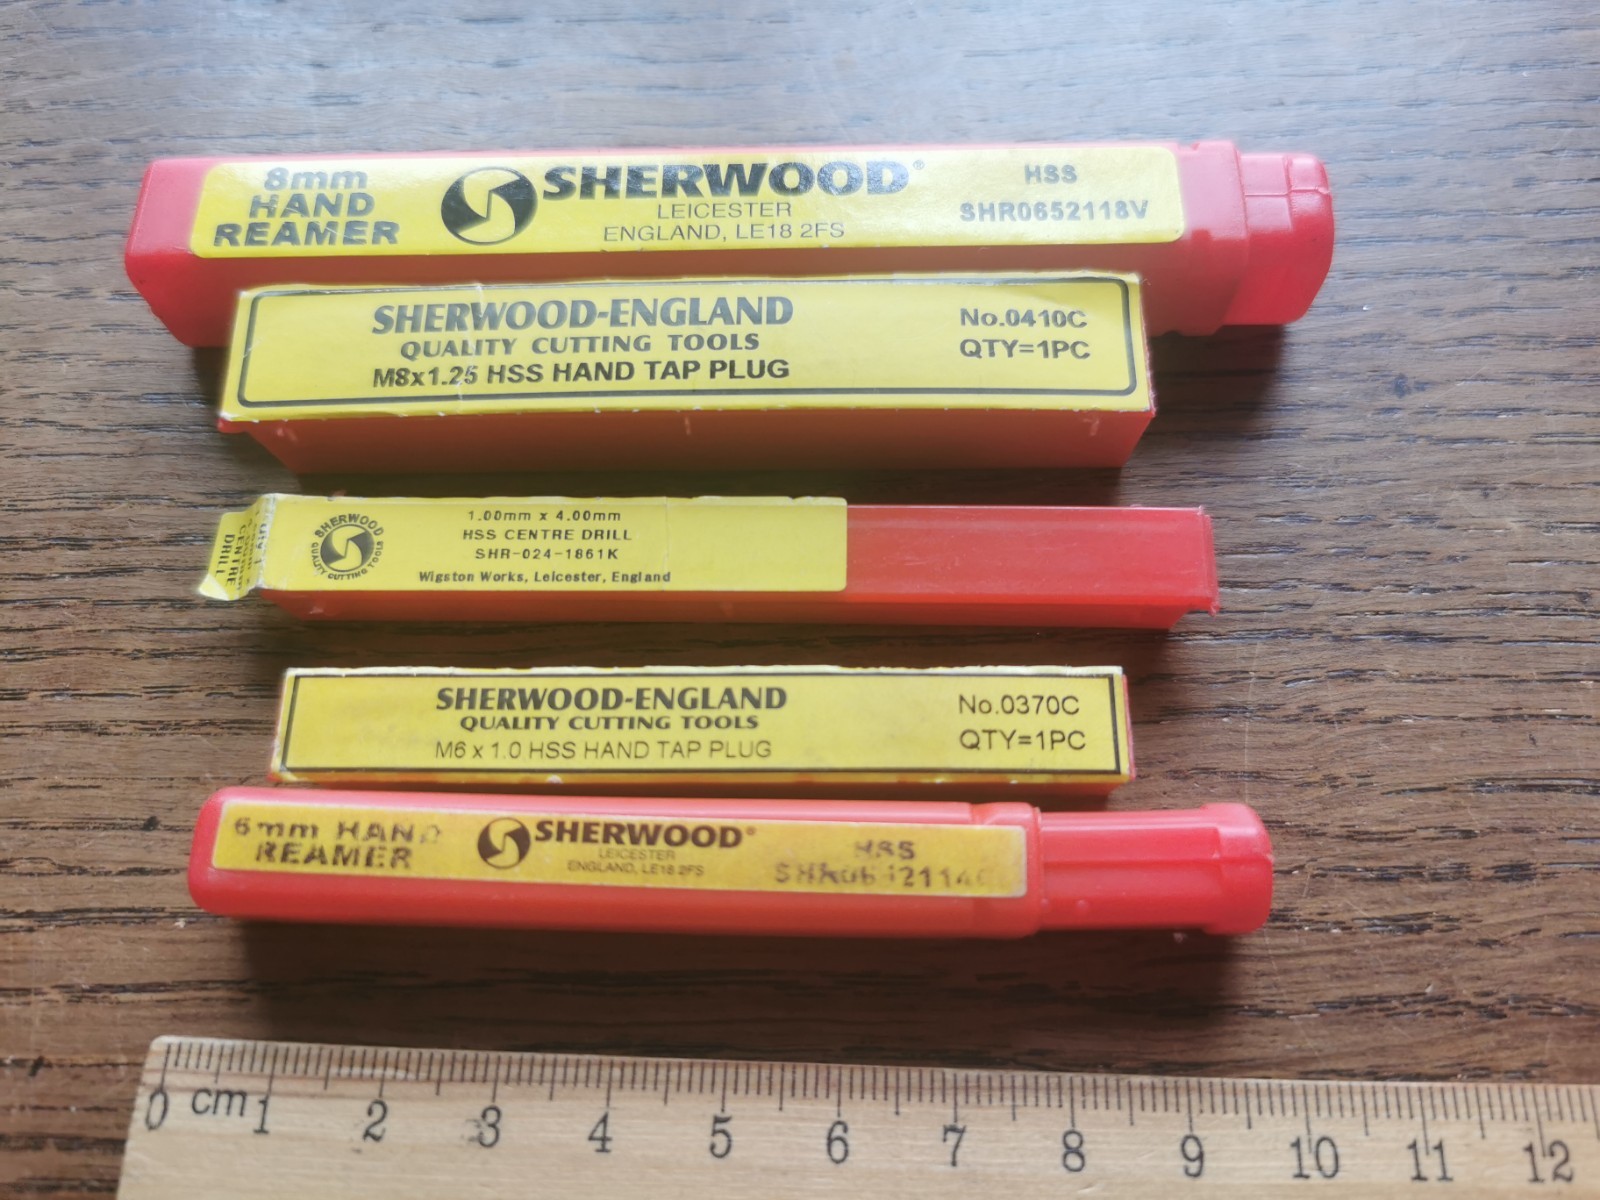 8mm
HAND
REAMER
SHERWOOD®
LEICESTER
ENGLAND, LE18 2FS
HSS
SHR0652118V
SHERWOOD-ENGLAND
QUALITY CUTTING TOOLS
M8x1.25 HSS HAND TAP PLUG
No.0410C
QTY=1PC
CENTRE
DRILL
SHERWOOD
QUALITY CUTTING TOOLS
1.00mm x 4.00mm
HSS CENTRE DRILL
SHR-024-1861K
Wigston Works, Leicester, England
SHERWOOD-ENGLAND
QUALITY CUTTING TOOLS
M6 x 1.0 HSS HAND TAP PLUG
No.0370C
QTY=1PC
6mm HAND
REAMER
SHERWOOD®
LEICESTER
ENGLAND, LE18 2FS
HSS
0 cm 1 2 3 4 5 6 7 8 9 10 11 12